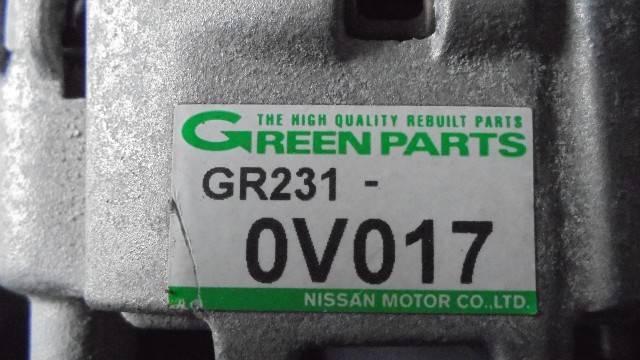 THE HIGH QUALITY REBUILT PARTS
GREEN PARTS
GR231 -
0V017
NISSAN MOTOR CO.,LTD.